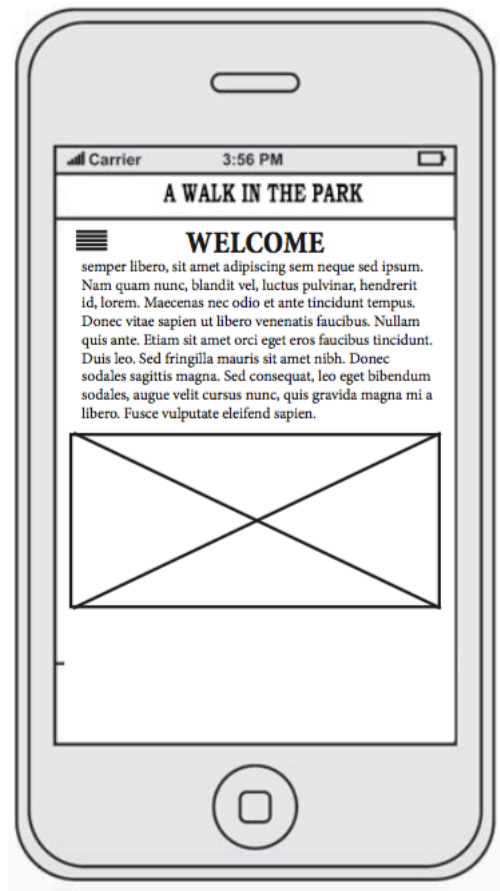 Carrier 3:56 PM
A WALK IN THE PARK
WELCOME
semper libero, sit amet adipiscing sem neque sed ipsum.
Nam quam nunc, blandit vel, luctus pulvinar, hendrerit
id, lorem. Maecenas nec odio et ante tincidunt tempus.
Donec vitae sapien ut libero venenatis faucibus. Nullam
quis ante. Etiam sit amet orci eget eros faucibus tincidunt.
Duis leo. Sed fringilla mauris sit amet nibh. Donec
sodales sagittis magna. Sed consequat, leo eget bibendum
sodales, augue velit cursus nunc, quis gravida magna mi a
libero. Fusce vulputate eleifend sapien.